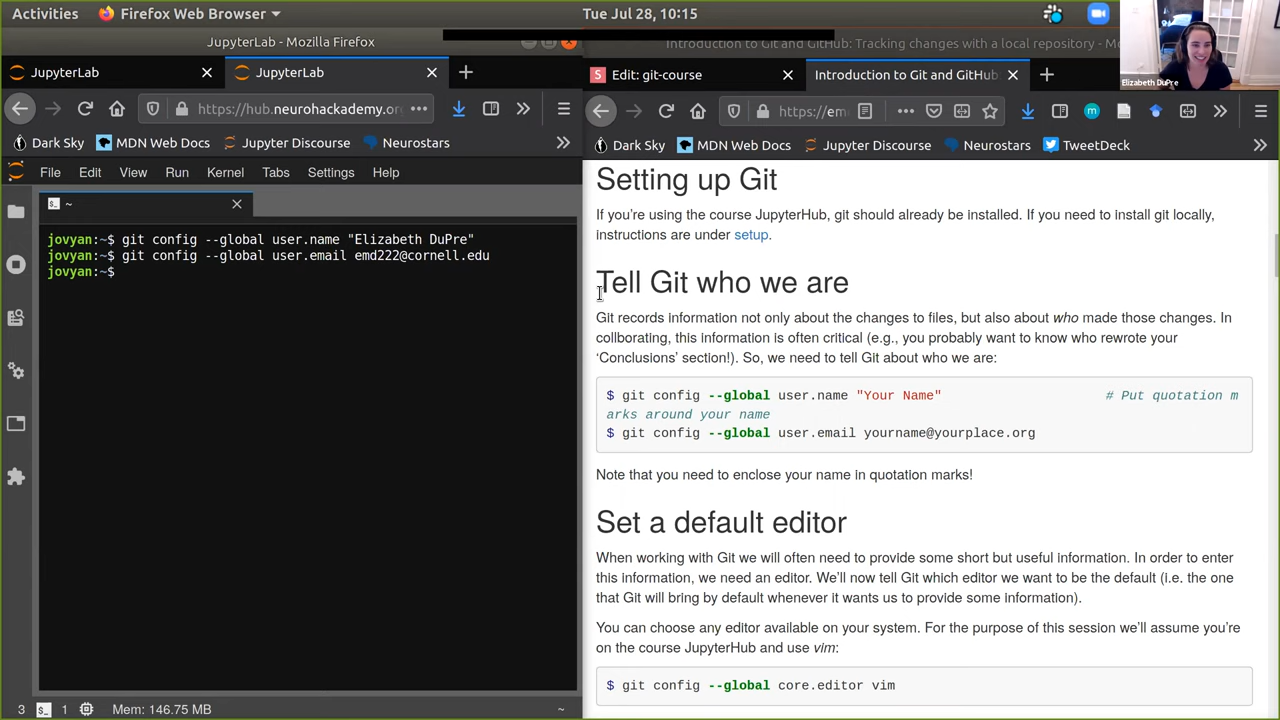 Activities
Firefox Web Browser
Tue Jul 28, 10:15
JupyterLab - Mozilla Firefox
Introduction to Git and GitHub: Tracking changes with a local repository - Mo
JupyterLab
JupyterLab
https://hub.neurohackademy.or
Dark Sky
MDN Web Docs
Jupyter Discourse
Neurostars
File Edit View Run Kernel Tabs Settings Help
~
jovyan:~$ git config --global user.name "Elizabeth DuPre"
jovyan:~$ git config --global user.email emd222@cornell.edu
jovyan:~$
3 1 Mem: 146.75 MB ~
Edit: git-course
Introduction to Git and GitHub:
Elizabeth DuPre
https://em
Dark Sky
MDN Web Docs
Jupyter Discourse
Neurostars
TweetDeck
Setting up Git
If you’re using the course JupyterHub, git should already be installed. If you need to install git locally,
instructions are under setup.
Tell Git who we are
Git records information not only about the changes to files, but also about who made those changes. In
collborating, this information is often critical (e.g., you probably want to know who rewrote your
‘Conclusions’ section!). So, we need to tell Git about who we are:
$ git config --global user.name "Your Name" # Put quotation m
arks around your name
$ git config --global user.email yourname@yourplace.org
Note that you need to enclose your name in quotation marks!
Set a default editor
When working with Git we will often need to provide some short but useful information. In order to enter
this information, we need an editor. We’ll now tell Git which editor we want to be the default (i.e. the one
that Git will bring by default whenever it wants us to provide some information).
You can choose any editor available on your system. For the purpose of this session we’ll assume you’re
on the course JupyterHub and use vim:
$ git config --global core.editor vim